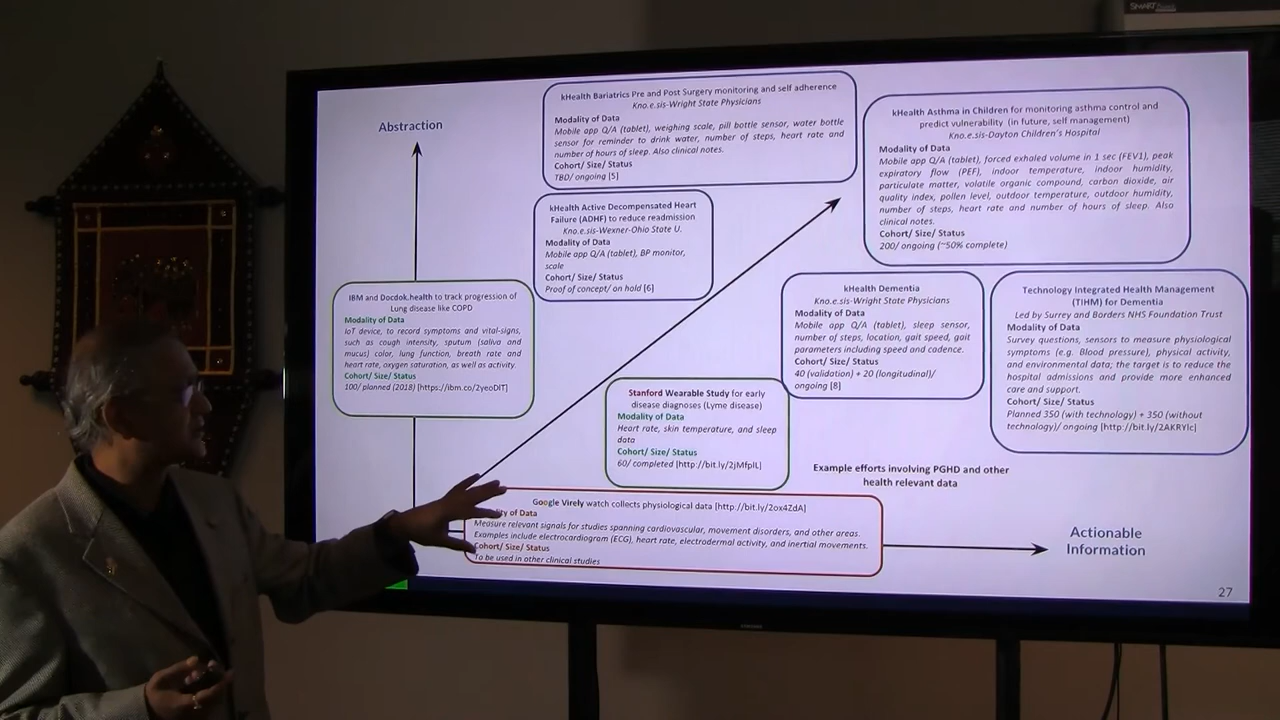 SMART
Abstraction
kHealth Bariatrics Pre and Post Surgery monitoring and self adherence
Kno.e.sis-Wright State Physicians
Modality of Data
Mobile app Q/A (tablet), weighing scale, pill bottle sensor, water bottle
sensor for reminder to drink water, number of steps, heart rate and
number of hours of sleep. Also clinical notes.
Cohort/ Size/ Status
TBD/ ongoing [5]
kHealth Asthma in Children for monitoring asthma control and
predict vulnerability (in future, self management)
Kno.e.sis-Dayton Children's Hospital
Modality of Data
Mobile app Q/A (tablet), forced exhaled volume in 1 sec (FEV1), peak
expiratory flow (PEF), indoor temperature, indoor humidity,
particulate matter, volatile organic compound, carbon dioxide, air
quality index, pollen level, outdoor temperature, outdoor humidity,
number of steps, heart rate and number of hours of sleep. Also
clinical notes.
Cohort/ Size/ Status
200/ ongoing (~50% complete)
kHealth Active Decompensated Heart
Failure (ADHF) to reduce readmission
Kno.e.sis-Wexner-Ohio State U.
Modality of Data
Mobile app Q/A (tablet), BP monitor,
scale
Cohort/ Size/ Status
Proof of concept/ on hold [6]
IBM and Docdok.health to track progression of
Lung disease like COPD
Modality of Data
IoT device, to record symptoms and vital-signs,
such as cough intensity, sputum (saliva and
mucus) color, lung function, breath rate and
heart rate, oxygen saturation, as well as activity.
Cohort/ Size/ Status
100/ planned (2018) [https://ibm.co/2yeoDIT]
kHealth Dementia
Kno.e.sis-Wright State Physicians
Modality of Data
Mobile app Q/A (tablet), sleep sensor,
number of steps, location, gait speed, gait
parameters including speed and cadence.
Cohort/ Size/ Status
40 (validation) + 20 (longitudinal)/
ongoing [8]
Technology Integrated Health Management
(TIHM) for Dementia
Led by Surrey and Borders NHS Foundation Trust
Modality of Data
Survey questions, sensors to measure physiological
symptoms (e.g. Blood pressure), physical activity,
and environmental data; the target is to reduce the
hospital admissions and provide more enhanced
care and support.
Cohort/ Size/ Status
Planned 350 (with technology) + 350 (without
technology)/ ongoing [http://bit.ly/2AKRYlc]
Stanford Wearable Study for early
disease diagnoses (Lyme disease)
Modality of Data
Heart rate, skin temperature, and sleep
data
Cohort/ Size/ Status
60/ completed [http://bit.ly/2jMfpIL]
Example efforts involving PGHD and other
health relevant data
Google Virely watch collects physiological data [http://bit.ly/2ox4ZdA]
ity of Data
Measure relevant signals for studies spanning cardiovascular, movement disorders, and other areas.
Examples include electrocardiogram (ECG), heart rate, electrodermal activity, and inertial movements.
Cohort/ Size/ Status
To be used in other clinical studies
Actionable
Information
27
SAMSUNG